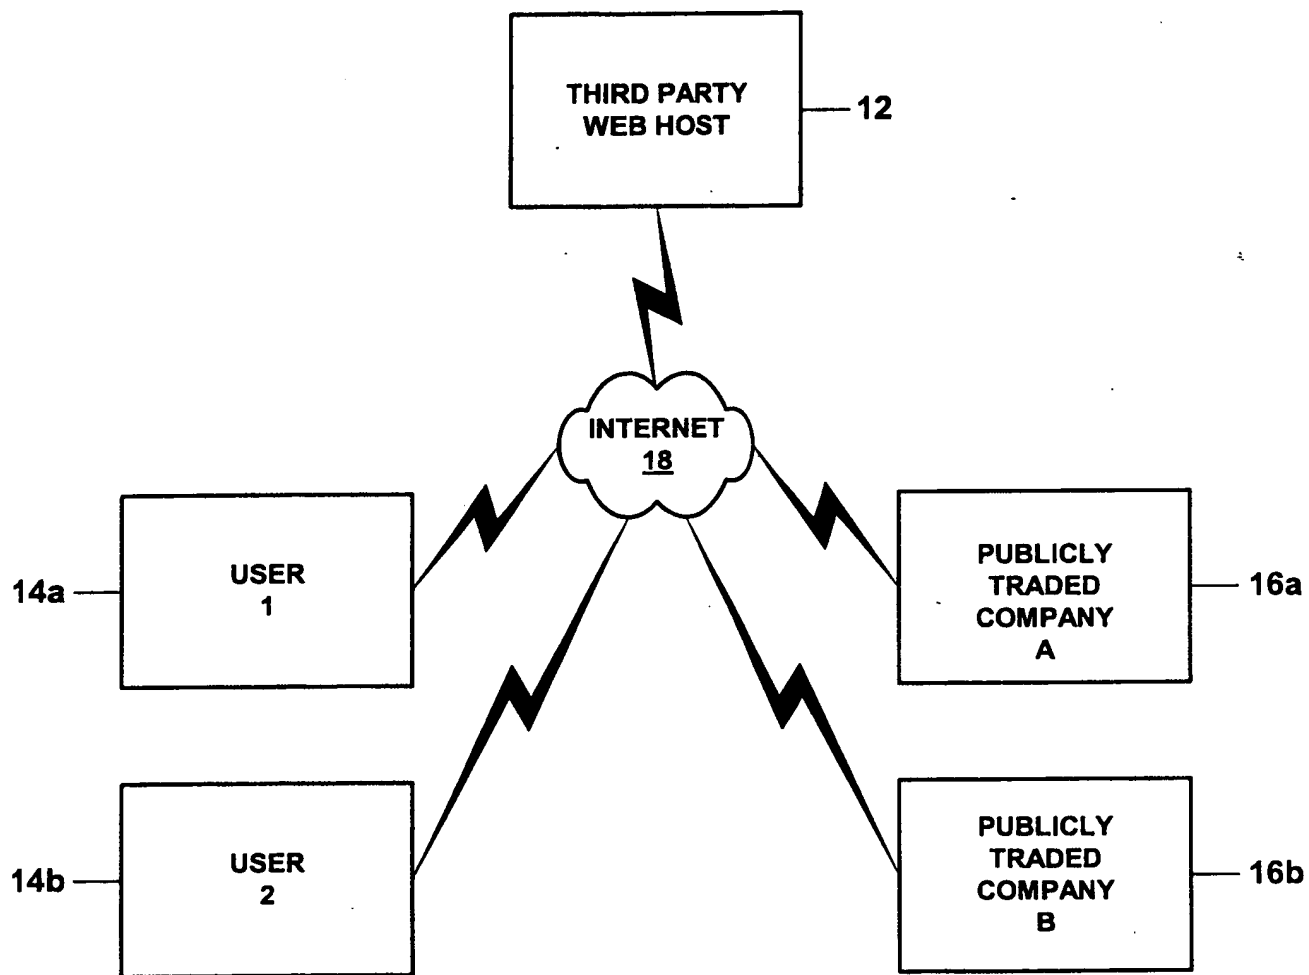 THIRD PARTY
WEB HOST
12
INTERNET
18
14a
USER
1
PUBLICLY
TRADED
COMPANY
A
16a
14b
USER
2
PUBLICLY
TRADED
COMPANY
B
16b